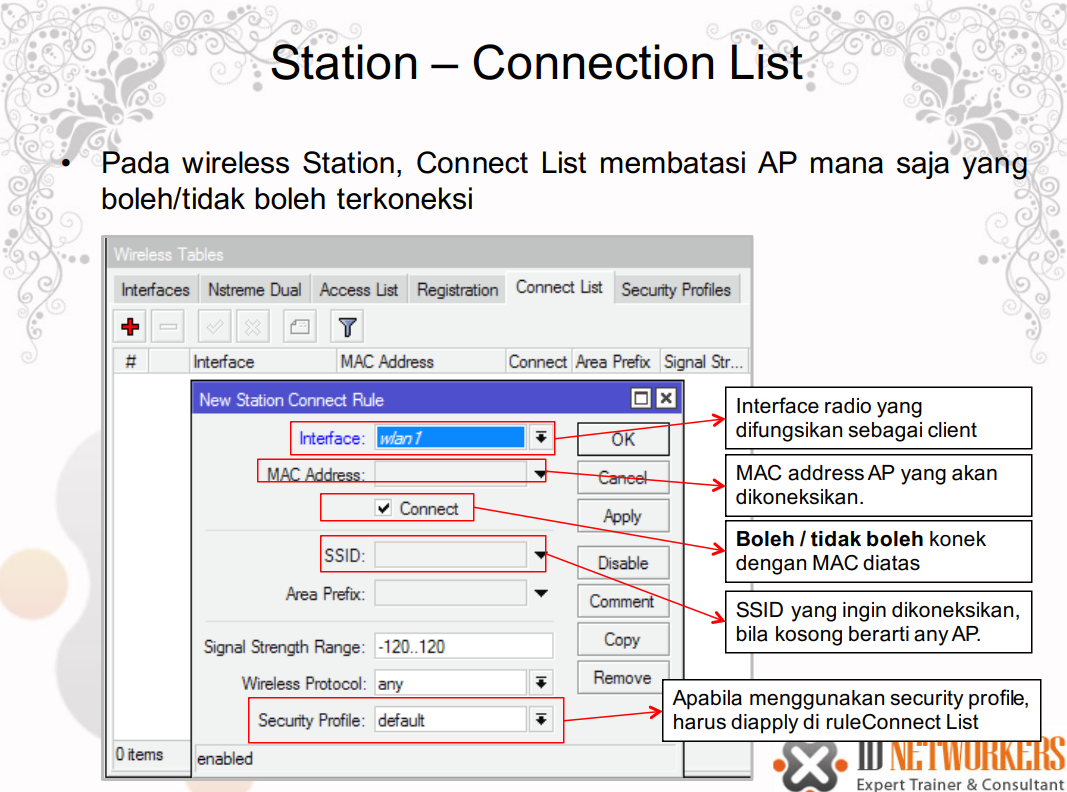 Station – Connection List
• Pada wireless Station, Connect List membatasi AP mana saja yang
boleh/tidak boleh terkoneksi
Wireless Tables
Interfaces Nstreme Dual Access List Registration Connect List Security Profiles
# Interface MAC Address Connect Area Prefix Signal Str...
New Station Connect Rule
Interface: wlan1
OK
MAC Address:
Cancel
Connect
Apply
SSID:
Disable
Area Prefix:
Comment
Signal Strength Range: -120..120
Copy
Wireless Protocol: any
Remove
Security Profile: default
0 items
enabled
Interface radio yang
difungsikan sebagai client
MAC address AP yang akan
dikoneksikan.
Boleh / tidak boleh konek
dengan MAC diatas
SSID yang ingin dikoneksikan,
bila kosong berarti any AP.
Apabila menggunakan security profile,
harus diapply di ruleConnect List
ID NETWORKERS
Expert Trainer & Consultant